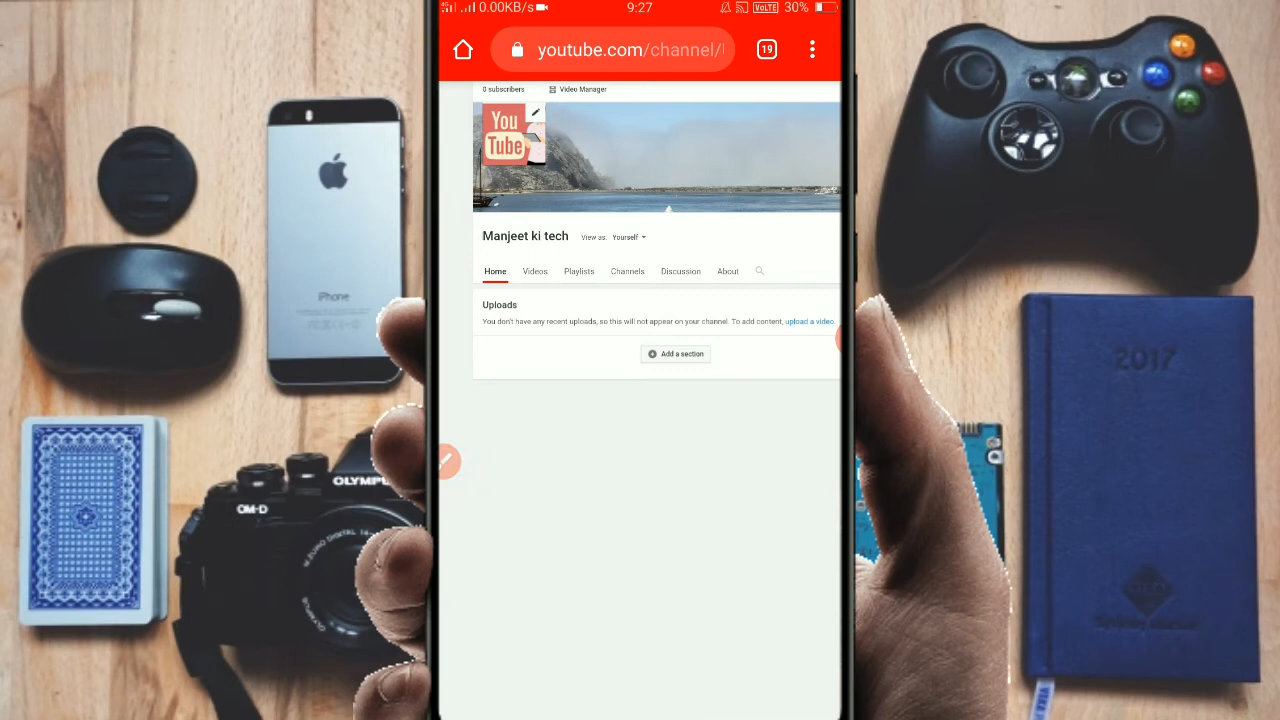 4G 0.00KB/s 9:27 VoLTE 30%
youtube.com/channel/ 19
0 subscribers Video Manager
You
Tube
Manjeet ki tech View as: Yourself
Home Videos Playlists Channels Discussion About
Uploads
You don't have any recent uploads, so this will not appear on your channel. To add content, upload a video.
Add a section
iPhone
OLYMPU
OM-D
2017